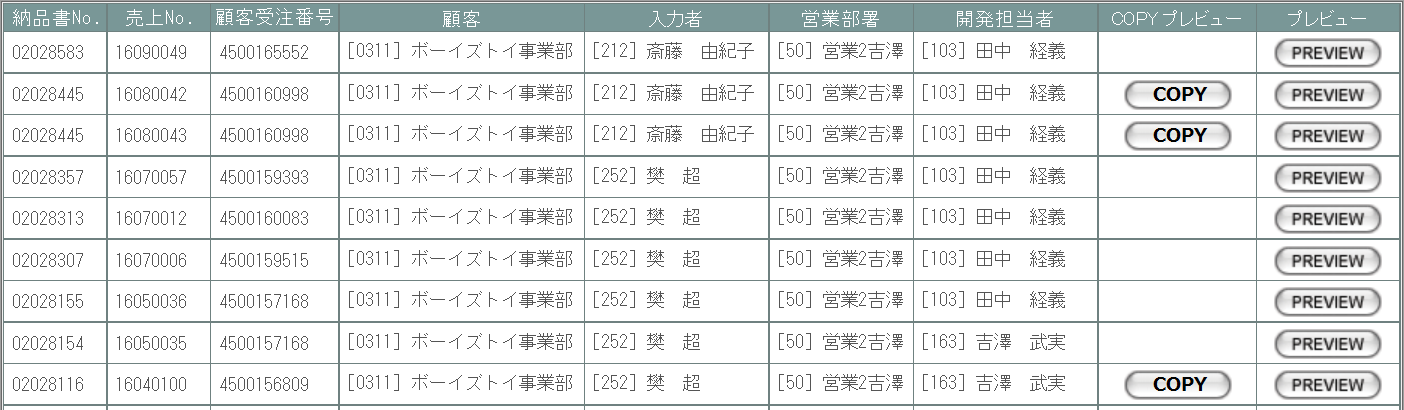 納品書No. 売上No. 顧客受注番号 顧客 入力者 営業部署 開発担当者 COPYプレビュー プレビュー
02028583 16090049 4500165552 [0311] ボーイズトイ事業部 [212] 斎藤　由紀子 [50] 営業2吉澤 [103] 田中　経義 PREVIEW
02028445 16080042 4500160998 [0311] ボーイズトイ事業部 [212] 斎藤　由紀子 [50] 営業2吉澤 [103] 田中　経義 COPY PREVIEW
02028445 16080043 4500160998 [0311] ボーイズトイ事業部 [212] 斎藤　由紀子 [50] 営業2吉澤 [103] 田中　経義 COPY PREVIEW
02028357 16070057 4500159393 [0311] ボーイズトイ事業部 [252] 樊　超 [50] 営業2吉澤 [103] 田中　経義 PREVIEW
02028313 16070012 4500160083 [0311] ボーイズトイ事業部 [252] 樊　超 [50] 営業2吉澤 [103] 田中　経義 PREVIEW
02028307 16070006 4500159515 [0311] ボーイズトイ事業部 [252] 樊　超 [50] 営業2吉澤 [103] 田中　経義 PREVIEW
02028155 16050036 4500157168 [0311] ボーイズトイ事業部 [252] 樊　超 [50] 営業2吉澤 [103] 田中　経義 PREVIEW
02028154 16050035 4500157168 [0311] ボーイズトイ事業部 [252] 樊　超 [50] 営業2吉澤 [163] 吉澤　武実 PREVIEW
02028116 16040100 4500156809 [0311] ボーイズトイ事業部 [252] 樊　超 [50] 営業2吉澤 [163] 吉澤　武実 COPY PREVIEW